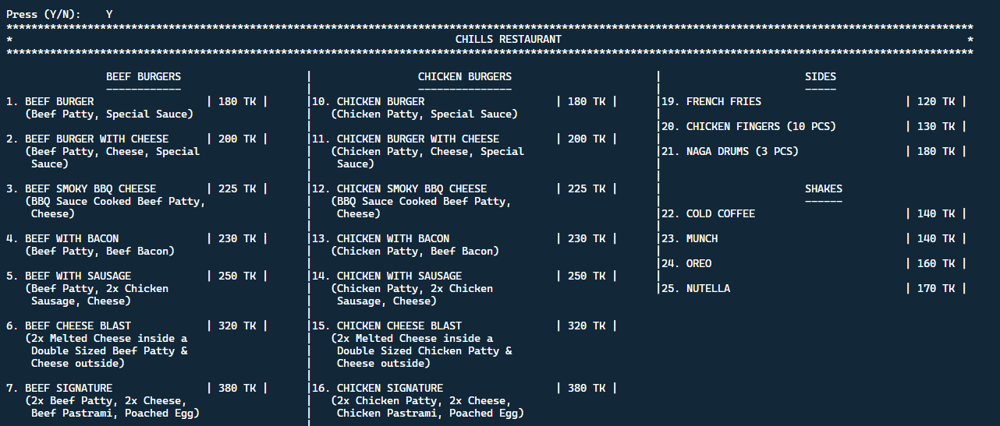 Press (Y/N): Y
***********************************************************************************************************************************************************
* CHILLS RESTAURANT *
***********************************************************************************************************************************************************
BEEF BURGERS | CHICKEN BURGERS | SIDES
------------ | --------------- | -----
1. BEEF BURGER | 180 TK | |10. CHICKEN BURGER | 180 TK | |19. FRENCH FRIES | 120 TK |
(Beef Patty, Special Sauce) | (Chicken Patty, Special Sauce) |
| |20. CHICKEN FINGERS (10 PCS) | 130 TK |
2. BEEF BURGER WITH CHEESE | 200 TK | |11. CHICKEN BURGER WITH CHEESE | 200 TK | |
(Beef Patty, Cheese, Special | (Chicken Patty, Cheese, Special |21. NAGA DRUMS (3 PCS) | 180 TK |
Sauce) | Sauce) |
| |
3. BEEF SMOKY BBQ CHEESE | 225 TK | |12. CHICKEN SMOKY BBQ CHEESE | 225 TK | | SHAKES
(BBQ Sauce Cooked Beef Patty, | (BBQ Sauce Cooked Beef Patty, | ------
Cheese) | Cheese) |22. COLD COFFEE | 140 TK |
| |
4. BEEF WITH BACON | 230 TK | |13. CHICKEN WITH BACON | 230 TK | |23. MUNCH | 140 TK |
(Beef Patty, Beef Bacon) | (Chicken Patty, Beef Bacon) |
| |24. OREO | 160 TK |
5. BEEF WITH SAUSAGE | 250 TK | |14. CHICKEN WITH SAUSAGE | 250 TK | |
(Beef Patty, 2x Chicken | (Chicken Patty, 2x Chicken |25. NUTELLA | 170 TK |
Sausage, Cheese) | Sausage, Cheese)
|
6. BEEF CHEESE BLAST | 320 TK | |15. CHICKEN CHEESE BLAST | 320 TK |
(2x Melted Cheese inside a | (2x Melted Cheese inside a
Double Sized Beef Patty & | Double Sized Chicken Patty &
Cheese outside) | Cheese outside)
|
7. BEEF SIGNATURE | 380 TK | |16. CHICKEN SIGNATURE | 380 TK |
(2x Beef Patty, 2x Cheese, | (2x Chicken Patty, 2x Cheese,
Beef Pastrami, Poached Egg) | Chicken Pastrami, Poached Egg)
|